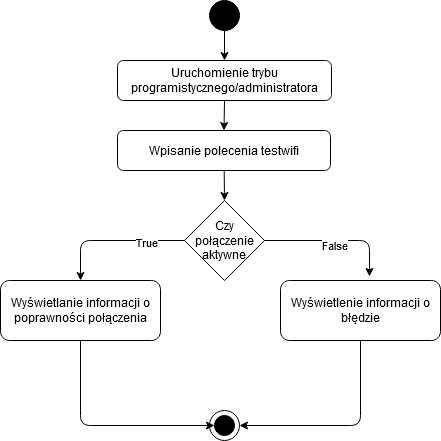 Uruchomienie trybu
programistycznego/administratora
Wpisanie polecenia testwifi
Czy
połączenie
aktywne
True
False
Wyświetlanie informacji o
poprawności połączenia
Wyświetlenie informacji o
błędzie